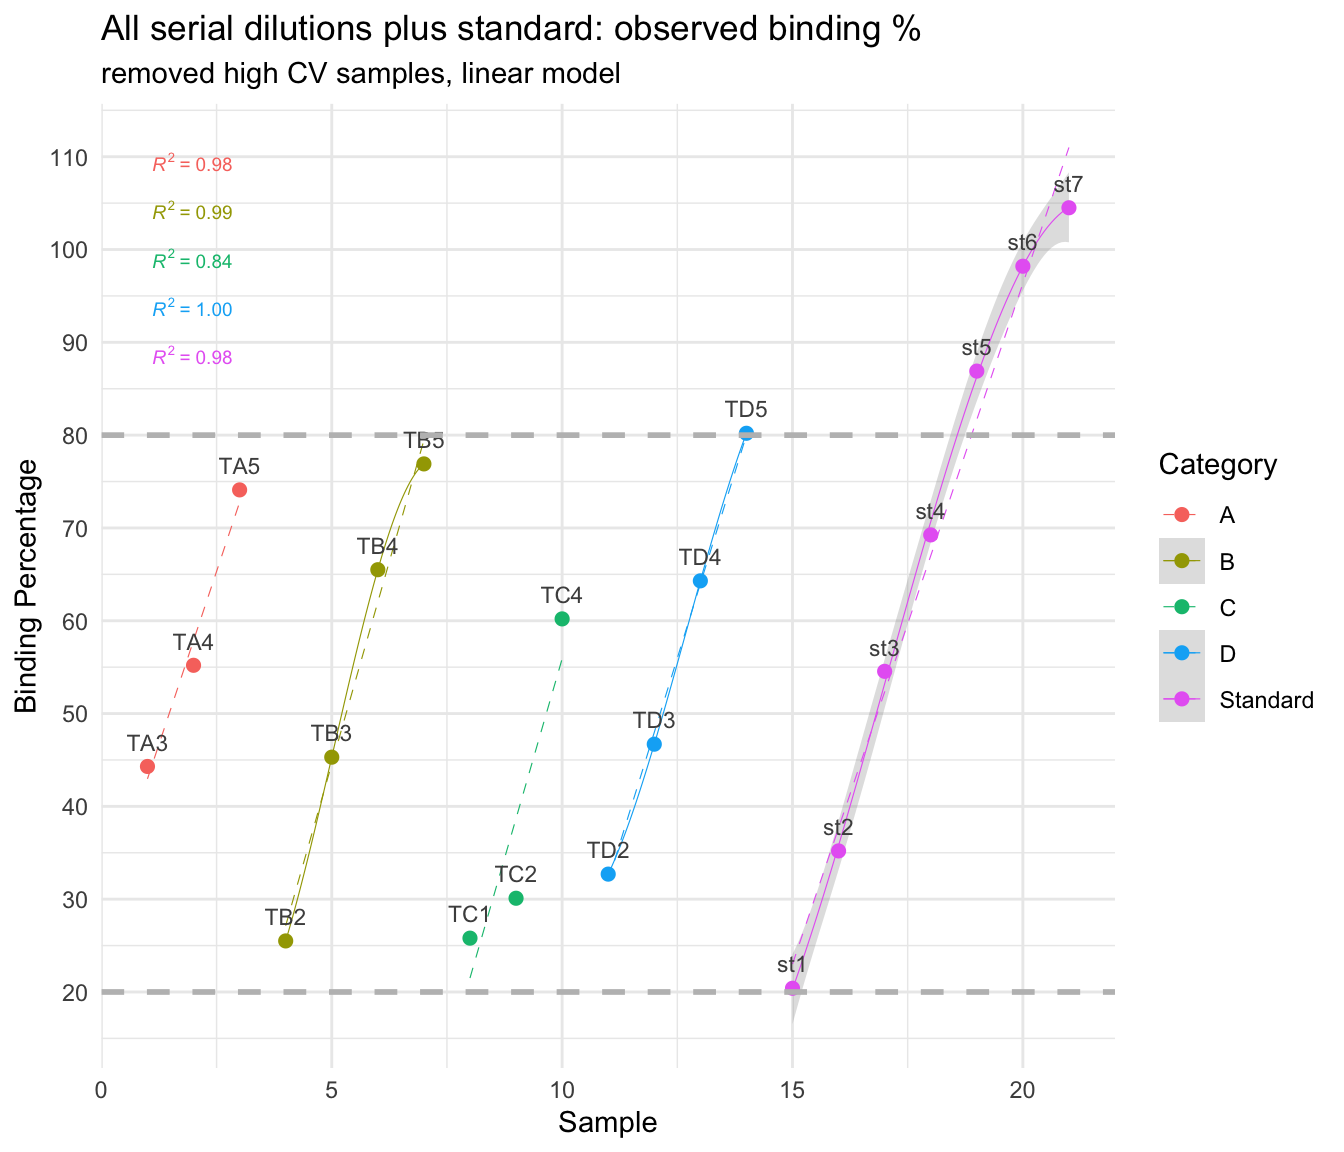 All serial dilutions plus standard: observed binding %
removed high CV samples, linear model
Binding Percentage
110
100
90
80
70
60
50
40
30
20
R² = 0.98
R² = 0.99
R² = 0.84
R² = 1.00
R² = 0.98
TA3
TA4
TA5
TB2
TB3
TB4
TB5
TC1
TC2
TC4
TD2
TD3
TD4
TD5
st1
st2
st3
st4
st5
st6
st7
0
5
10
15
20
Sample
Category
A
B
C
D
Standard